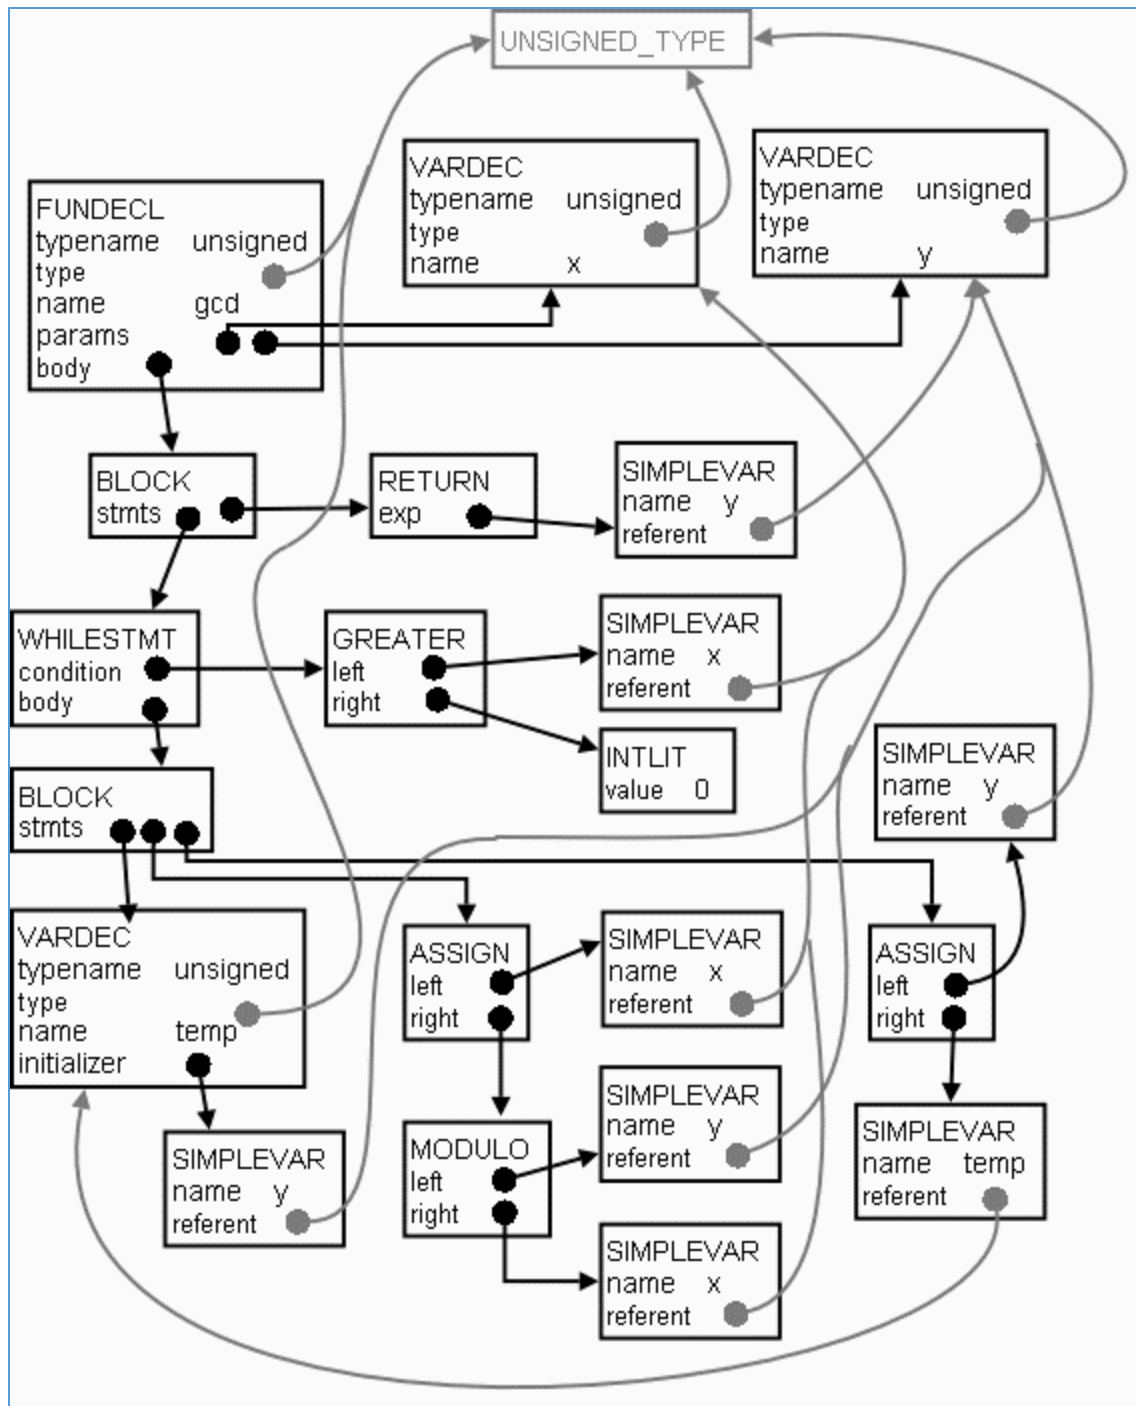 UNSIGNED_TYPE
VARDEC
typename unsigned
type
name x
VARDEC
typename unsigned
type
name y
FUNDECL
typename unsigned
type
name gcd
params
body
BLOCK
stmts
RETURN
exp
SIMPLEVAR
name y
referent
WHILESTMT
condition
body
GREATER
left
right
SIMPLEVAR
name x
referent
INTLIT
value 0
SIMPLEVAR
name y
referent
BLOCK
stmts
VARDEC
typename unsigned
type
name temp
initializer
ASSIGN
left
right
SIMPLEVAR
name x
referent
ASSIGN
left
right
SIMPLEVAR
name y
referent
MODULO
left
right
SIMPLEVAR
name y
referent
SIMPLEVAR
name temp
referent
SIMPLEVAR
name x
referent